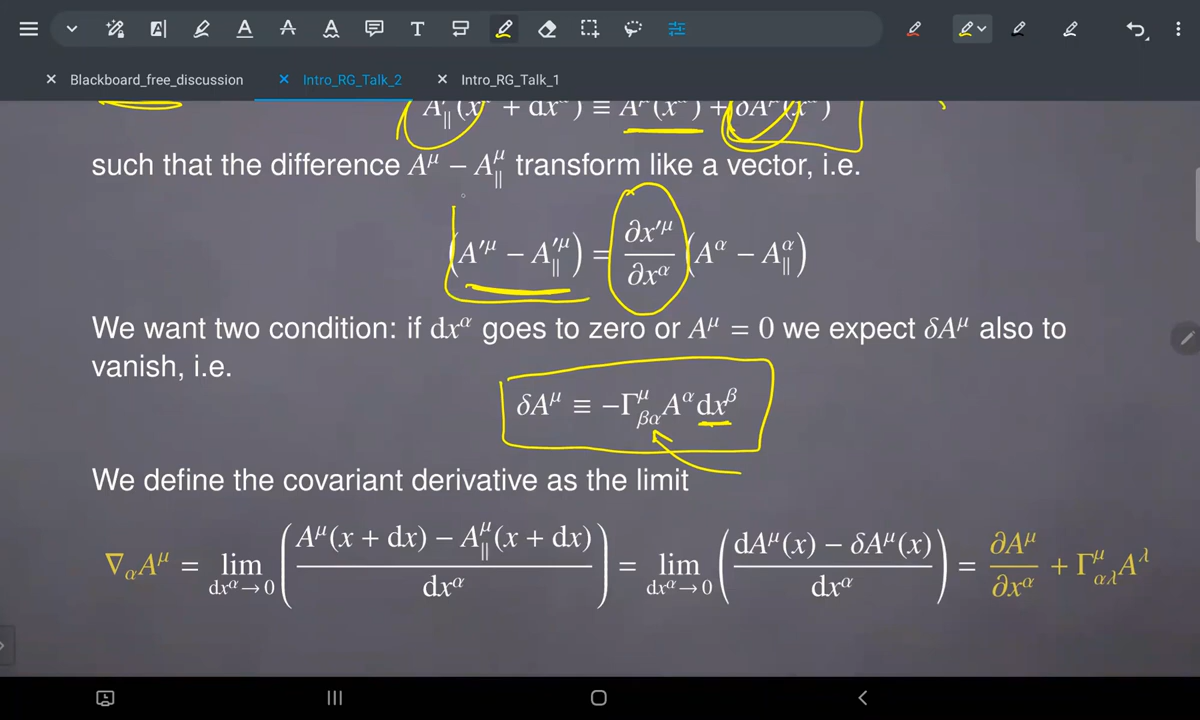 Blackboard_free_discussion Intro_RG_Talk_2 Intro_RG_Talk_1
such that the difference A^μ − A^μ_∥ transform like a vector, i.e.
(A′^μ − A′^μ_∥) = ∂x′^μ/∂x^α (A^α − A^α_∥)
We want two condition: if dx^α goes to zero or A^μ = 0 we expect δA^μ also to
vanish, i.e.
δA^μ ≡ −Γ^μ_βα A^α dx^β
We define the covariant derivative as the limit
∇_α A^μ = lim_{dx^α→0} ( (A^μ(x + dx) − A^μ_∥(x + dx)) / dx^α ) = lim_{dx^α→0} ( (dA^μ(x) − δA^μ(x)) / dx^α ) = ∂A^μ/∂x^α + Γ^μ_αλ A^λ